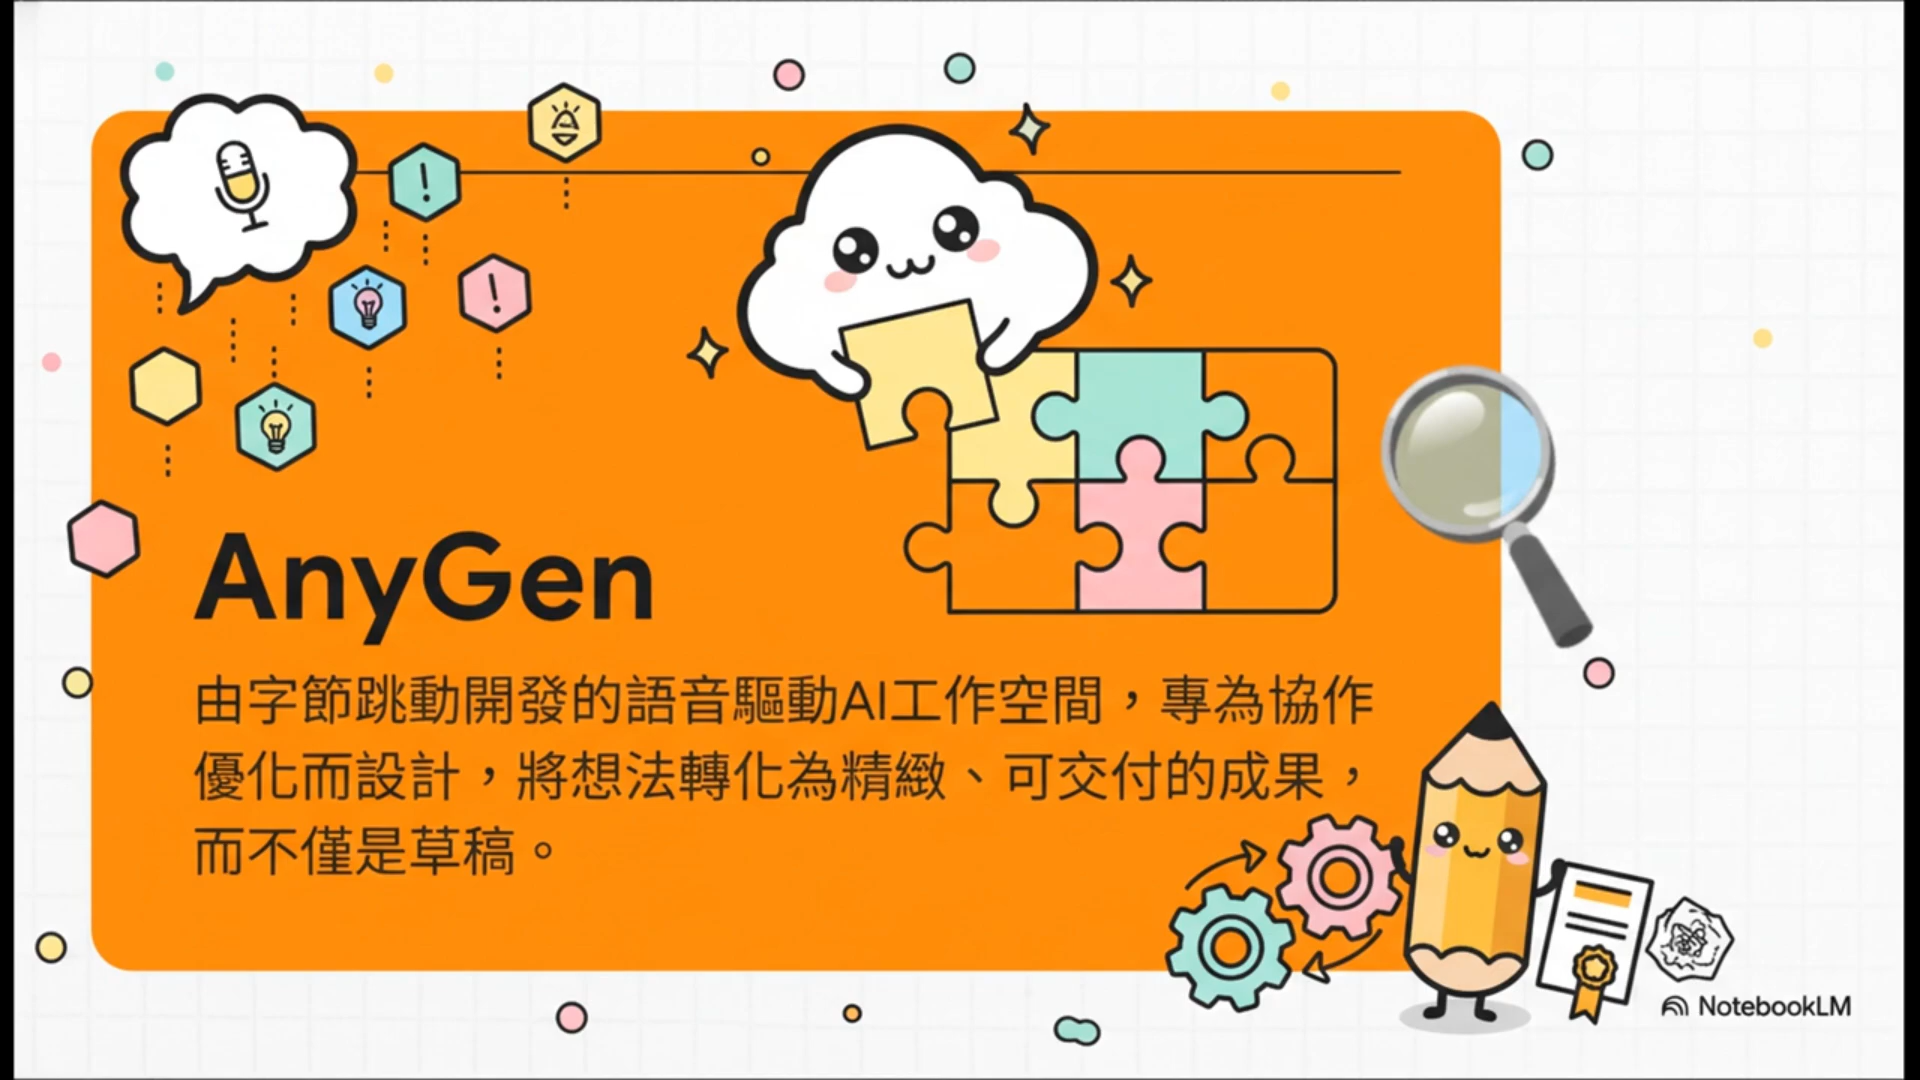 AnyGen
由字節跳動開發的語音驅動AI工作空間，專為協作
優化而設計，將想法轉化為精緻、可交付的成果，
而不僅是草稿。
NotebookLM